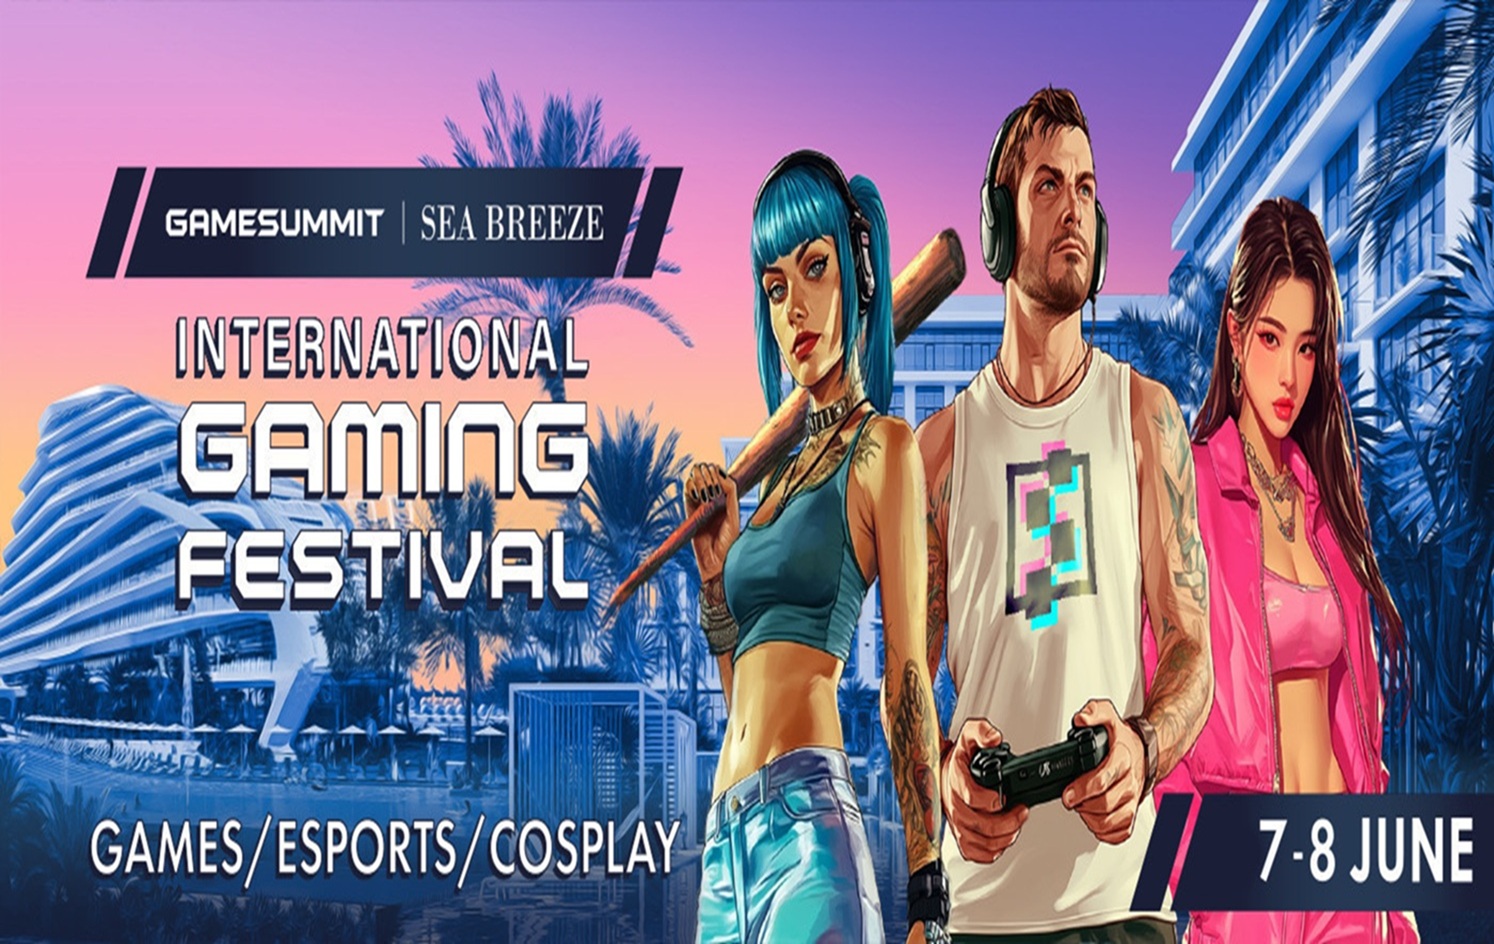 GAMESUMMIT | SEA BREEZE
INTERNATIONAL
GAMING
FESTIVAL
GAMES/ESPORTS/COSPLAY
7-8 JUNE